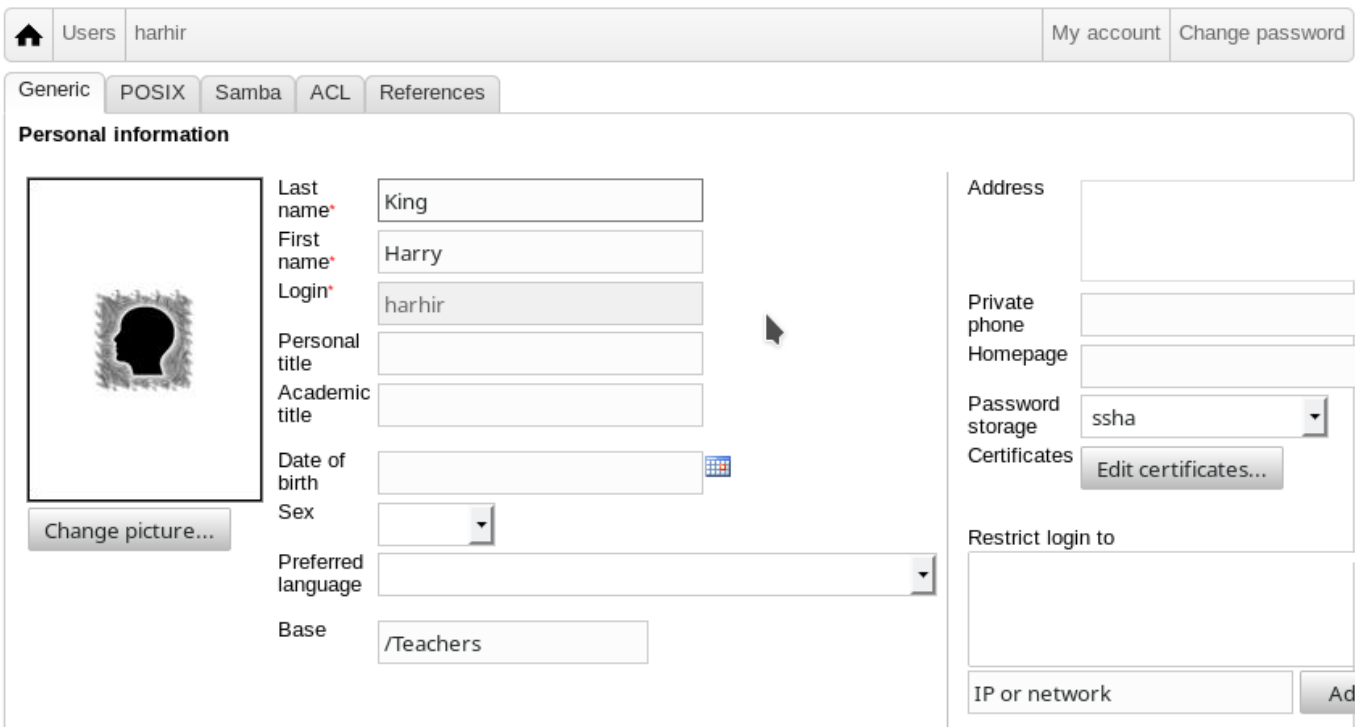 Users harhir My account Change password
Generic POSIX Samba ACL References
Personal information
Last name* King
First name* Harry
Login* harhir
Personal title
Academic title
Date of birth
Sex
Preferred language
Base /Teachers
Change picture...
Address
Private phone
Homepage
Password storage ssha
Certificates Edit certificates...
Restrict login to
IP or network Ad